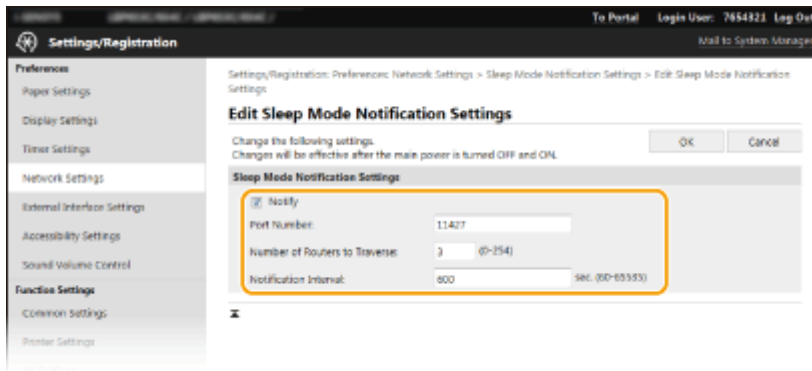 To Portal Login User: 7654321 Log Out
Settings/Registration
Mail to System Manager
Preferences
Paper Settings
Display Settings
Timer Settings
Network Settings
External Interface Settings
Accessibility Settings
Sound Volume Control
Function Settings
Common Settings
Printer Settings
Settings/Registration: Preferences: Network Settings > Sleep Mode Notification Settings > Edit Sleep Mode Notification
Settings
Edit Sleep Mode Notification Settings
Change the following settings.
Changes will be effective after the main power is turned OFF and ON.
OK Cancel
Sleep Mode Notification Settings
Notify
Port Number: 11427
Number of Routers to Traverse: 3 (0-254)
Notification Interval: 600 sec. (60-65535)